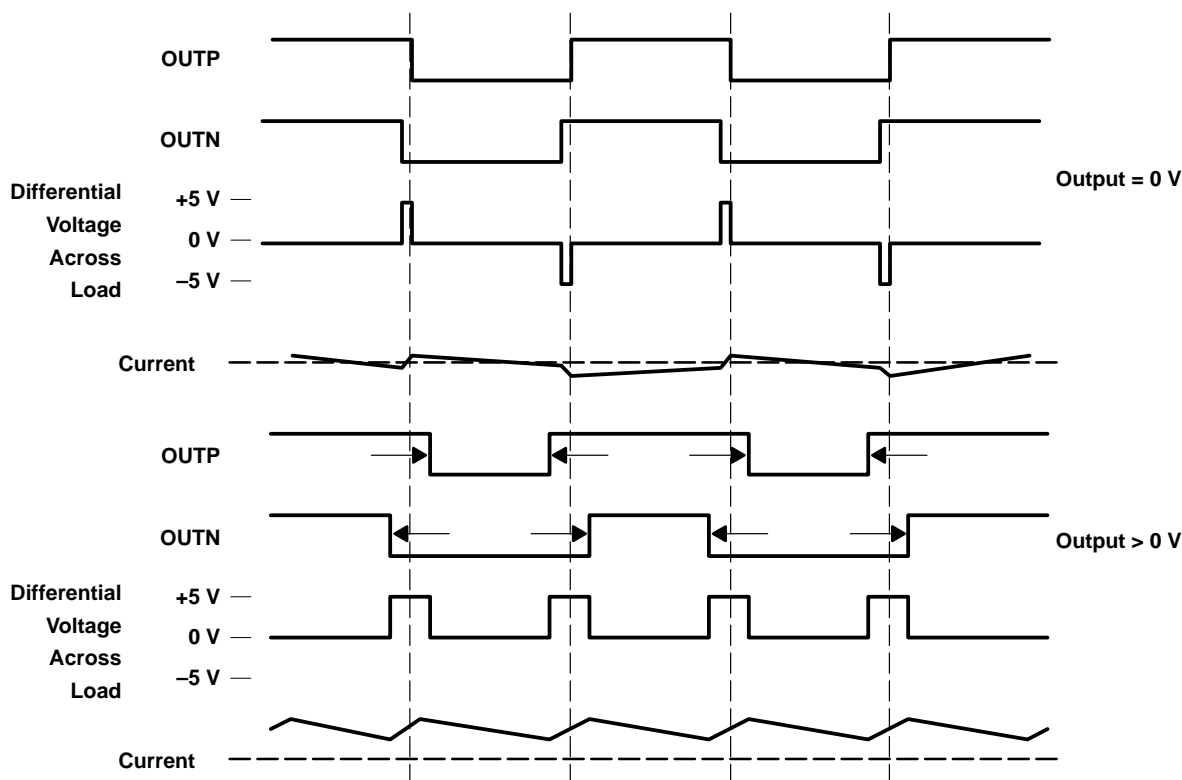 OUTP
OUTN
Output = 0 V
Differential
Voltage
Across
Load
+5 V
0 V
–5 V
Current
OUTP
OUTN
Output > 0 V
Differential
Voltage
Across
Load
+5 V
0 V
–5 V
Current